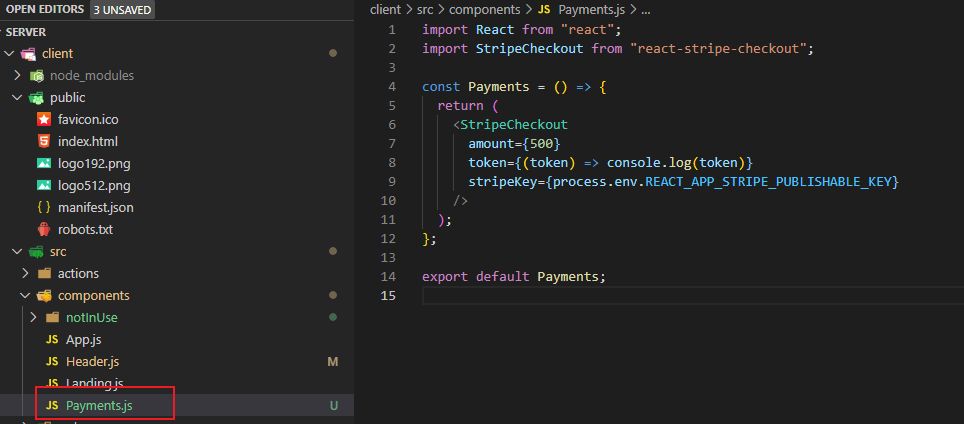 OPEN EDITORS 3 UNSAVED
SERVER
client
node_modules
public
favicon.ico
index.html
logo192.png
logo512.png
{ } manifest.json
robots.txt
src
actions
components
notInUse
JS App.js
JS Header.js M
JS Landing.js
JS Payments.js U
client > src > components > JS Payments.js > ...
1 import React from "react";
2 import StripeCheckout from "react-stripe-checkout";
3
4 const Payments = () => {
5 return (
6 <StripeCheckout
7 amount={500}
8 token={(token) => console.log(token)}
9 stripeKey={process.env.REACT_APP_STRIPE_PUBLISHABLE_KEY}
10 />
11 );
12 };
13
14 export default Payments;
15